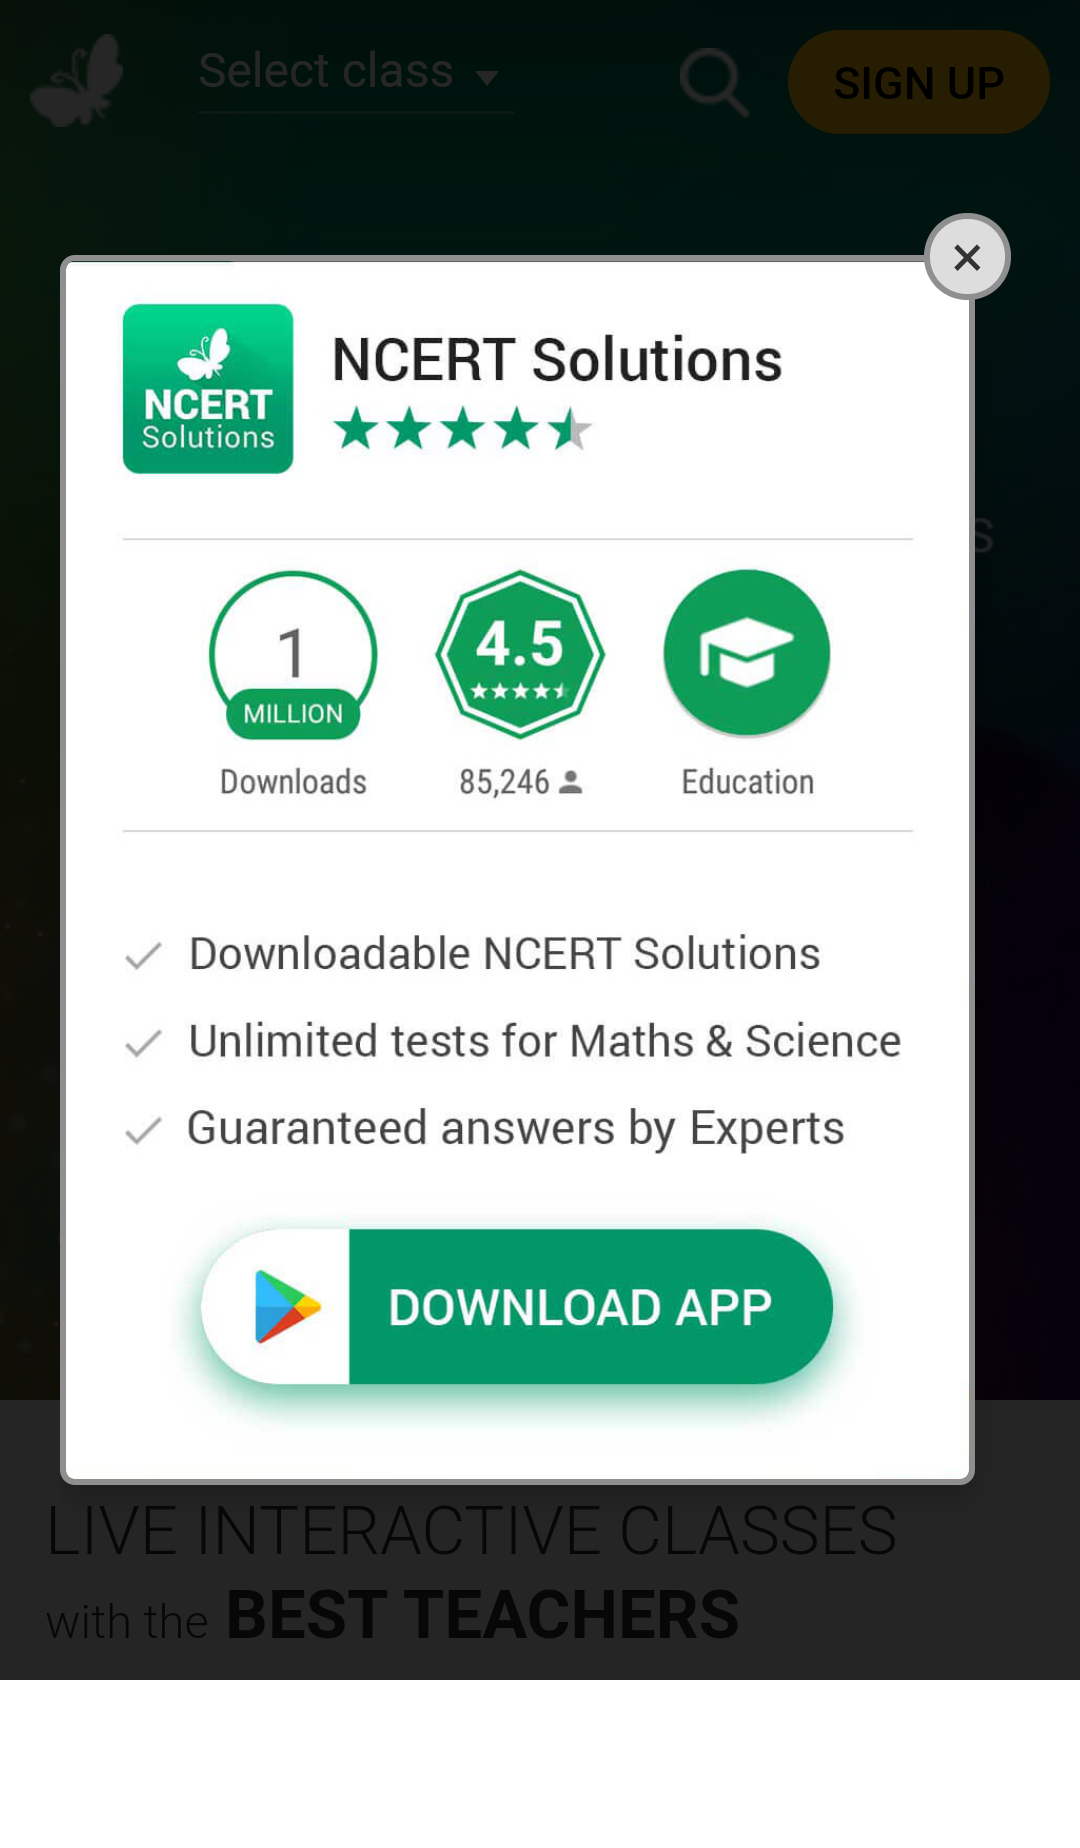 Select class
SIGN UP
NCERT
Solutions
NCERT Solutions
1
MILLION
Downloads
4.5
85,246
Education
Downloadable NCERT Solutions
Unlimited tests for Maths & Science
Guaranteed answers by Experts
DOWNLOAD APP
LIVE INTERACTIVE CLASSES
with the BEST TEACHERS